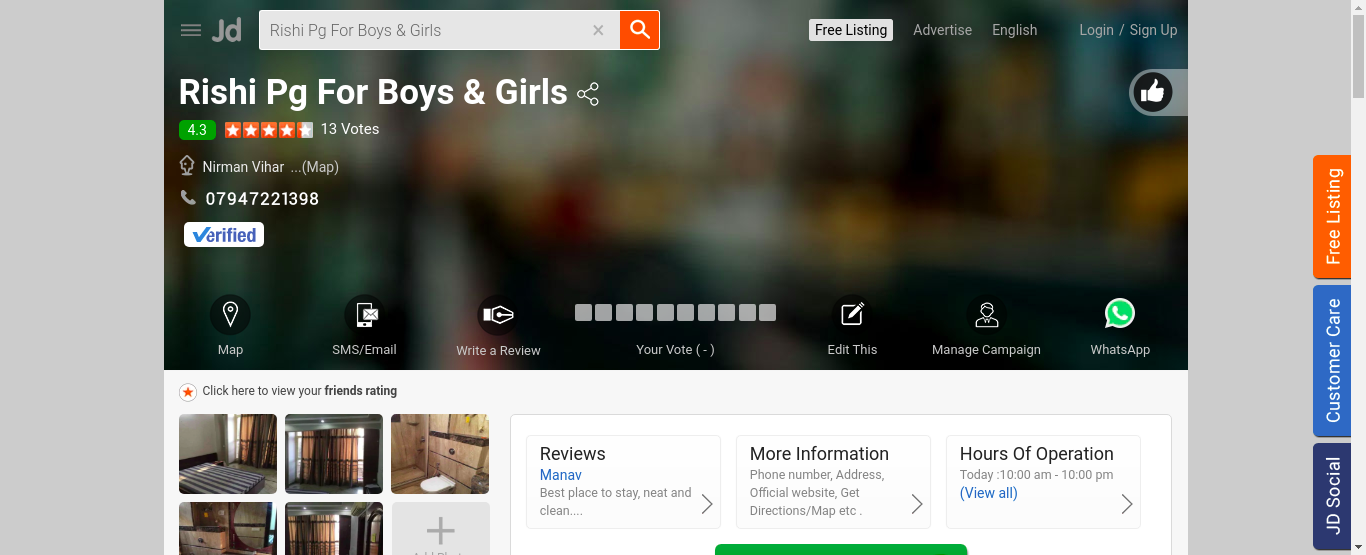 Jd
Rishi Pg For Boys & Girls
Free Listing
Advertise
English
Login / Sign Up
Rishi Pg For Boys & Girls
4.3
13 Votes
Nirman Vihar ...(Map)
07947221398
Verified
Map
SMS/Email
Write a Review
Your Vote ( - )
Edit This
Manage Campaign
WhatsApp
Free Listing
Customer Care
JD Social
Click here to view your friends rating
Reviews
Manav
Best place to stay, neat and
clean....
More Information
Phone number, Address,
Official website, Get
Directions/Map etc .
Hours Of Operation
Today :10:00 am - 10:00 pm
(View all)